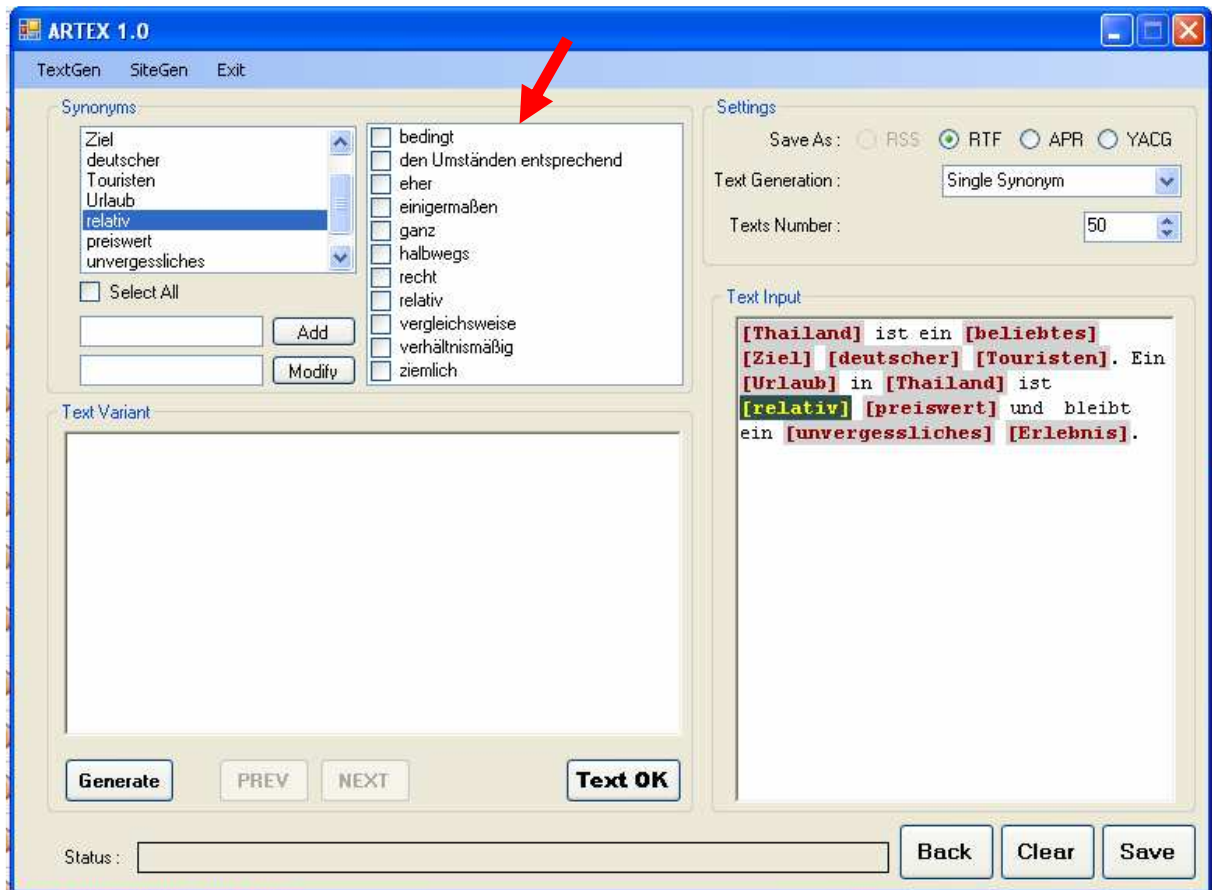 ARTEX 1.0
TextGen SiteGen Exit
Synonyms
Ziel
deutscher
Touristen
Urlaub
relativ
preiswert
unvergessliches
Select All
Add
Modify
bedingt
den Umständen entsprechend
eher
einigermaßen
ganz
halbwegs
recht
relativ
vergleichsweise
verhältnismäßig
ziemlich
Settings
Save As : RSS RTF APR YACG
Text Generation : Single Synonym
Texts Number : 50
Text Variant
Generate PREV NEXT Text OK
Text Input
[Thailand] ist ein [beliebtes]
[Ziel] [deutscher] [Touristen]. Ein
[Urlaub] in [Thailand] ist
[relativ] [preiswert] und bleibt
ein [unvergessliches] [Erlebnis].
Status :
Back Clear Save